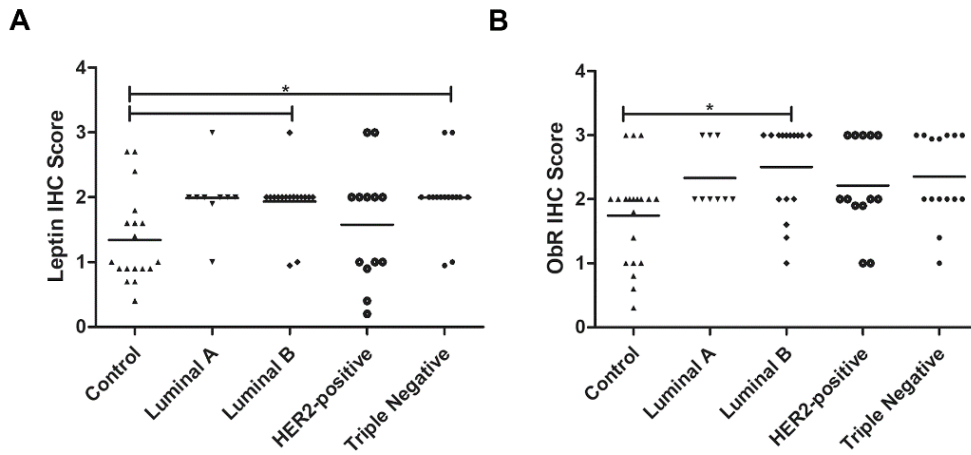 A
Leptin IHC Score
4
3
2
1
0
*
Control
Luminal A
Luminal B
HER2-positive
Triple Negative
B
ObR IHC Score
4
3
2
1
0
*
Control
Luminal A
Luminal B
HER2-positive
Triple Negative